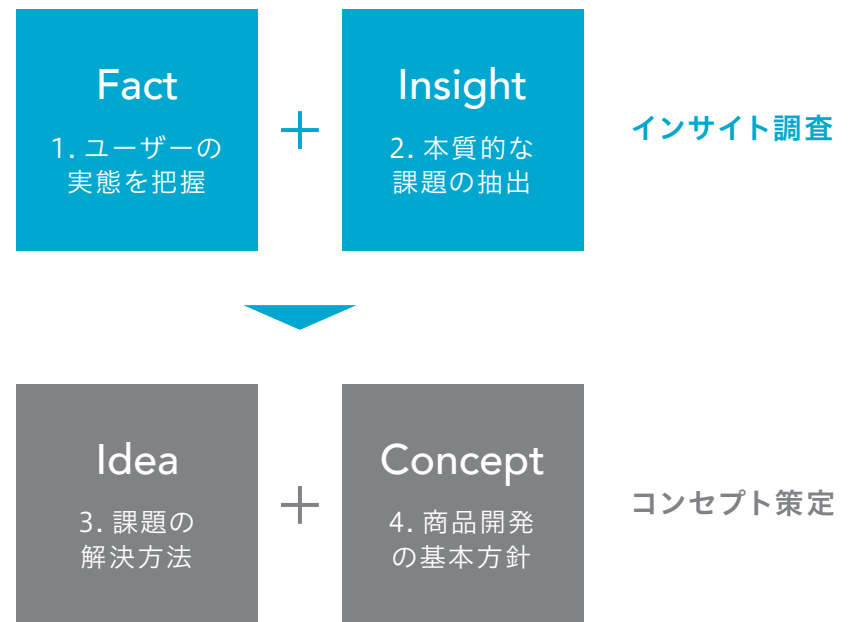 Fact
1. ユーザーの
実態を把握
+
Insight
2. 本質的な
課題の抽出
インサイト調査
Idea
3. 課題の
解決方法
+
Concept
4. 商品開発
の基本方針
コンセプト策定